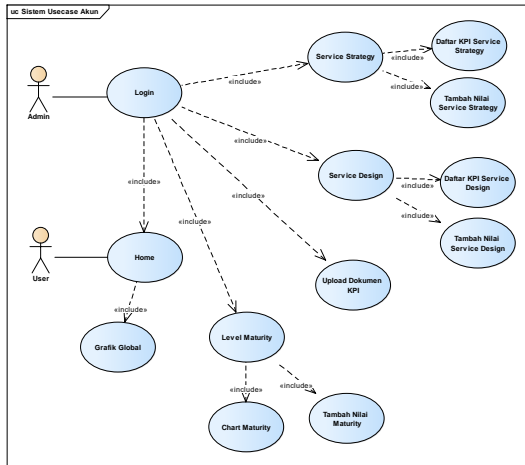 uc Sistem Usecase Akun
Admin
Login
«include»
Service Strategy
«include»
Daftar KPI Service
Strategy
«include»
Tambah Nilai
Service Strategy
«include»
Service Design
«include»
Daftar KPI Service
Design
«include»
Tambah Nilai
Service Design
«include»
Upload Dokumen
KPI
«include»
Level Maturity
«include»
Chart Maturity
«include»
Tambah Nilai
Maturity
«include»
User
Home
«include»
Grafik Global